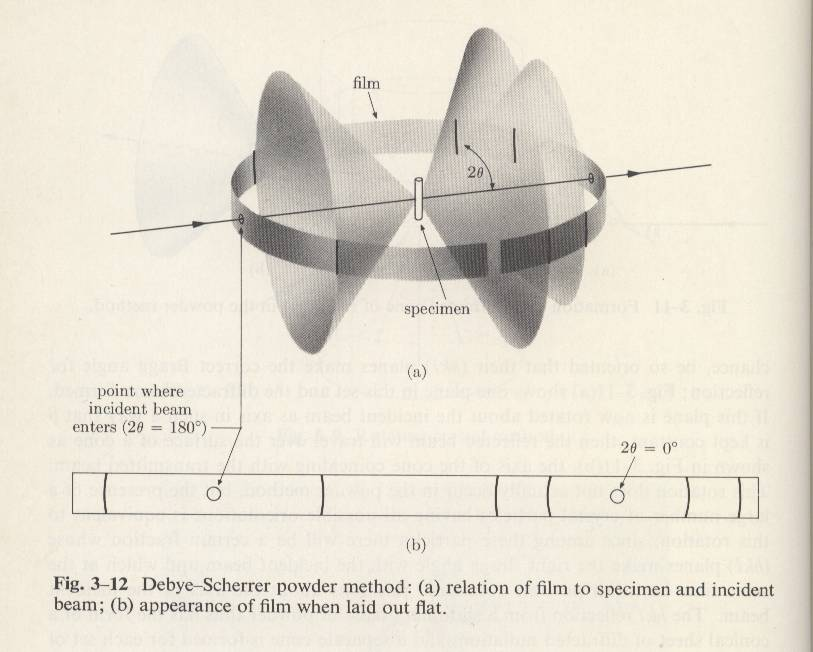 film
2θ
specimen
(a)
point where
incident beam
enters (2θ = 180°)
2θ = 0°
(b)
Fig. 3–12 Debye–Scherrer powder method: (a) relation of film to specimen and incident
beam; (b) appearance of film when laid out flat.